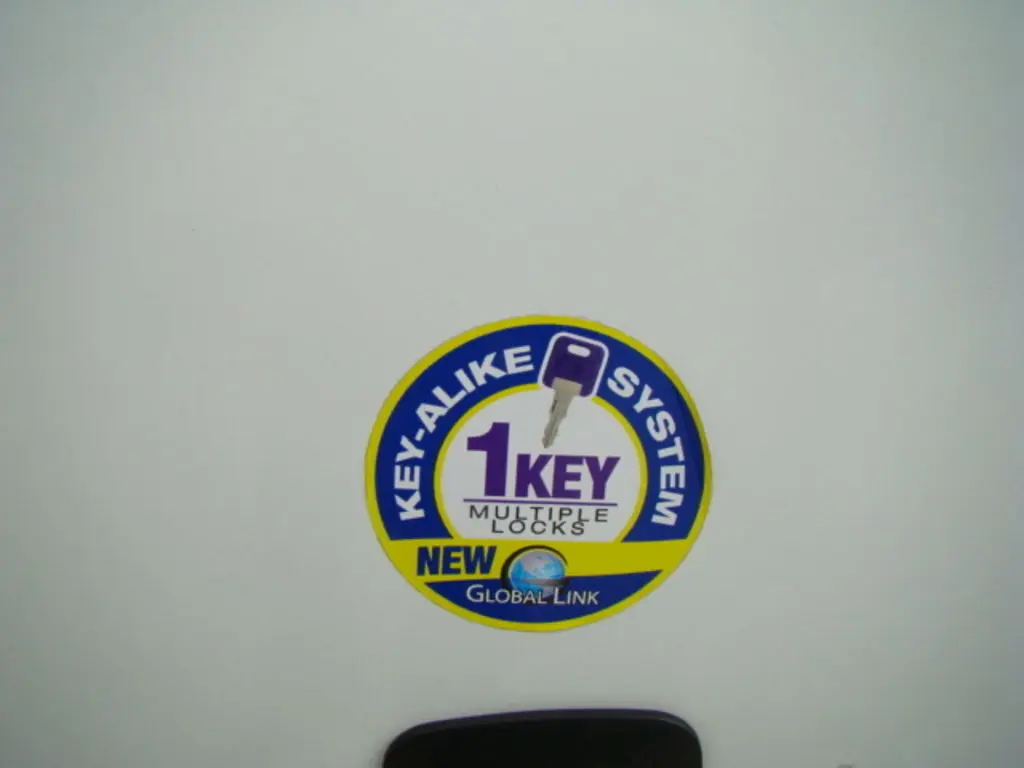 KEY-ALIKE SYSTEM
1KEY
MULTIPLE
LOCKS
NEW
GLOBAL LINK